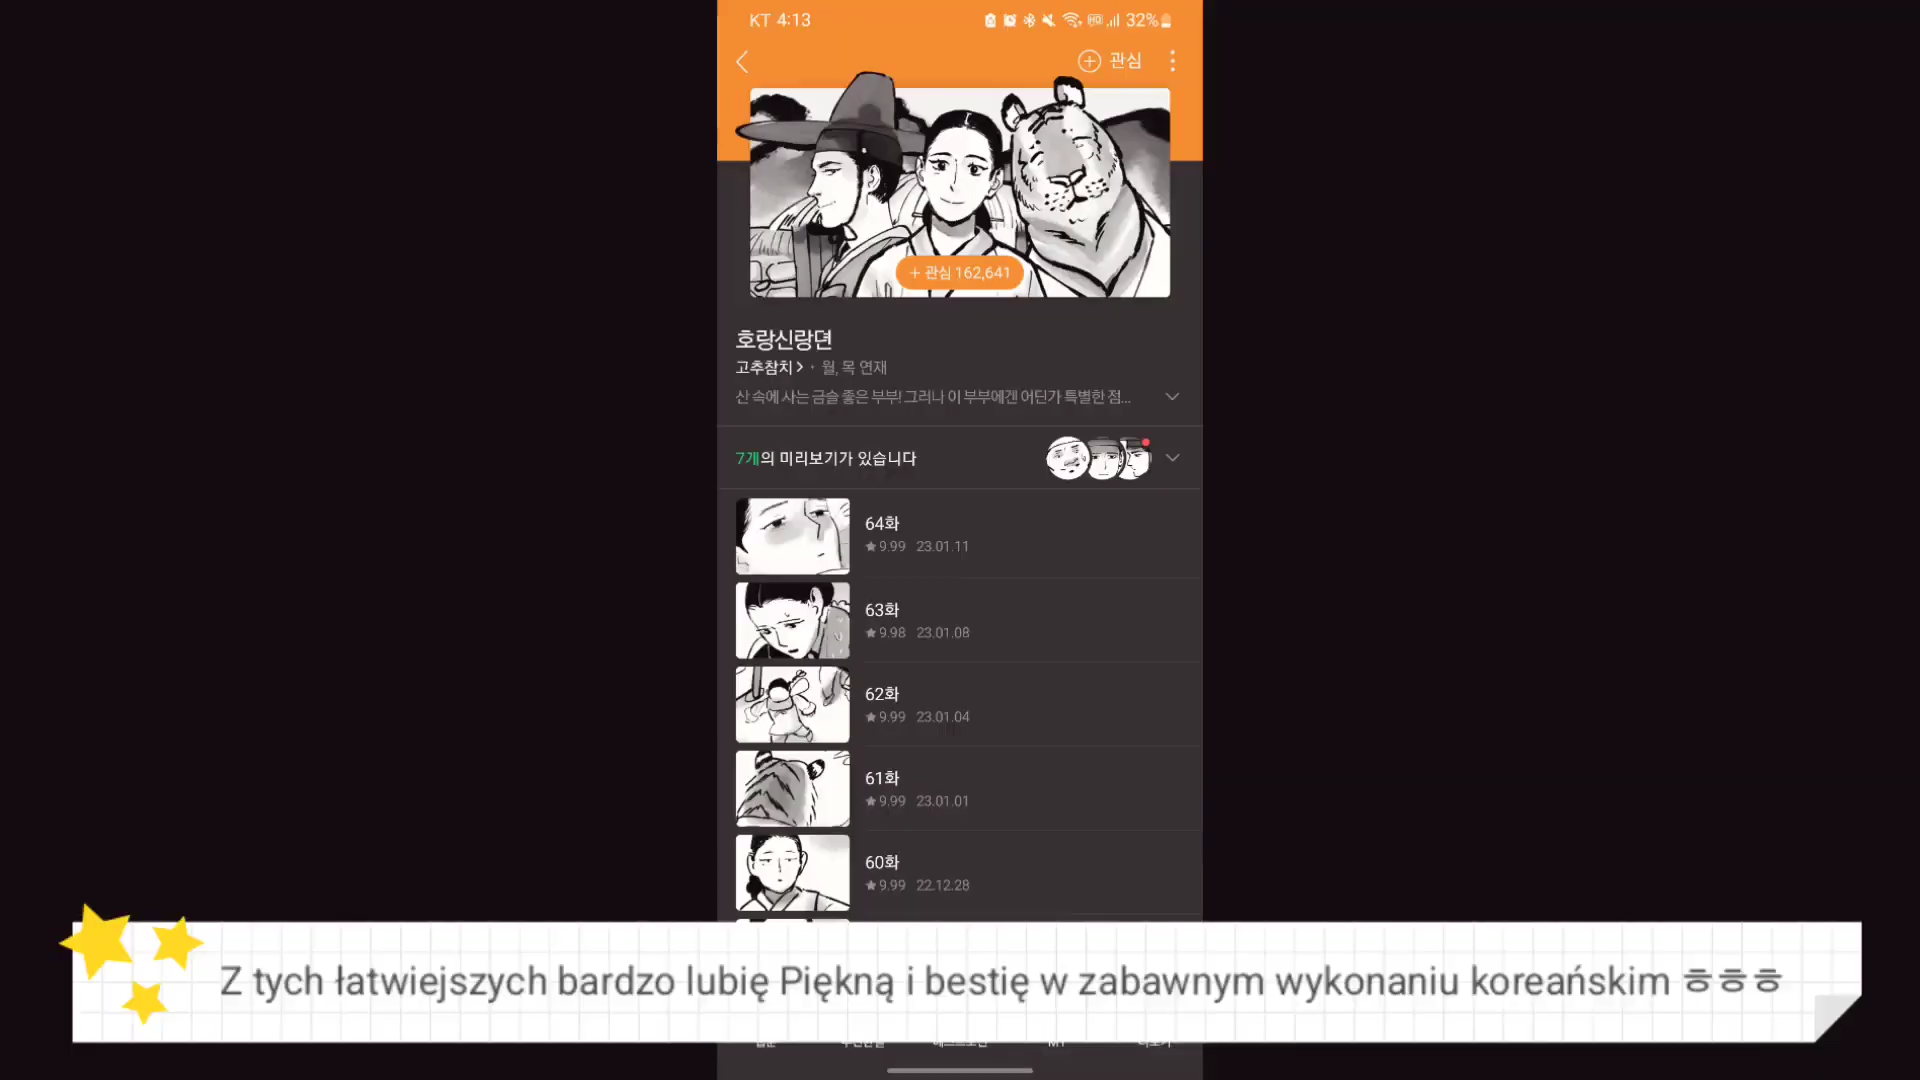 KT 4:13
32%
관심
+ 관심 162,641
호랑신랑뎐
고추참치 > · 월, 목 연재
산 속에 사는 금슬 좋은 부부! 그러나 이 부부에겐 어딘가 특별한 점...
7개의 미리보기가 있습니다
64화
★9.99 23.01.11
63화
★9.98 23.01.08
62화
★9.99 23.01.04
61화
★9.99 23.01.01
60화
★9.99 22.12.28
Z tych łatwiejszych bardzo lubię Piękną i bestię w zabawnym wykonaniu koreańskim ㅎㅎㅎ